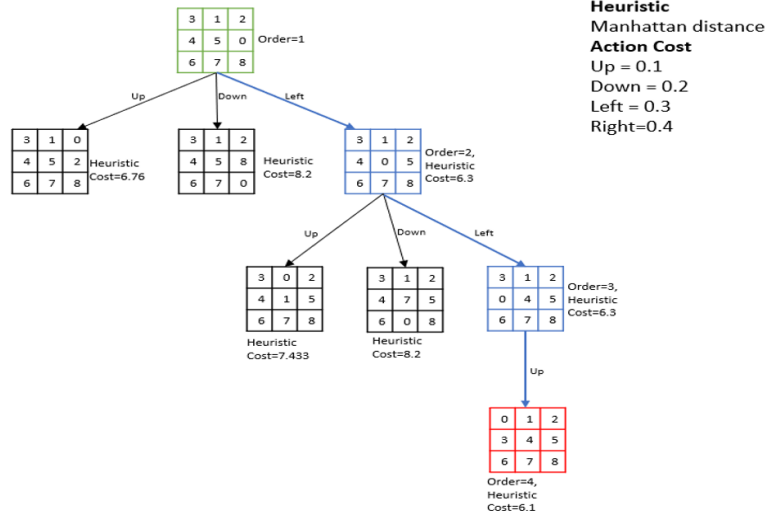 Heuristic
Manhattan distance
Action Cost
Up = 0.1
Down = 0.2
Left = 0.3
Right=0.4
3 1 2
4 5 0
6 7 8
Order=1
Up
Down
Left
3 1 0
4 5 2
6 7 8
Heuristic
Cost=6.76
3 1 2
4 5 8
6 7 0
Heuristic
Cost=8.2
3 1 2
4 0 5
6 7 8
Order=2,
Heuristic
Cost=6.3
Up
Down
Left
3 0 2
4 1 5
6 7 8
Heuristic
Cost=7.433
3 1 2
4 7 5
6 0 8
Heuristic
Cost=8.2
3 1 2
0 4 5
6 7 8
Order=3,
Heuristic
Cost=6.3
Up
0 1 2
3 4 5
6 7 8
Order=4,
Heuristic
Cost=6.1